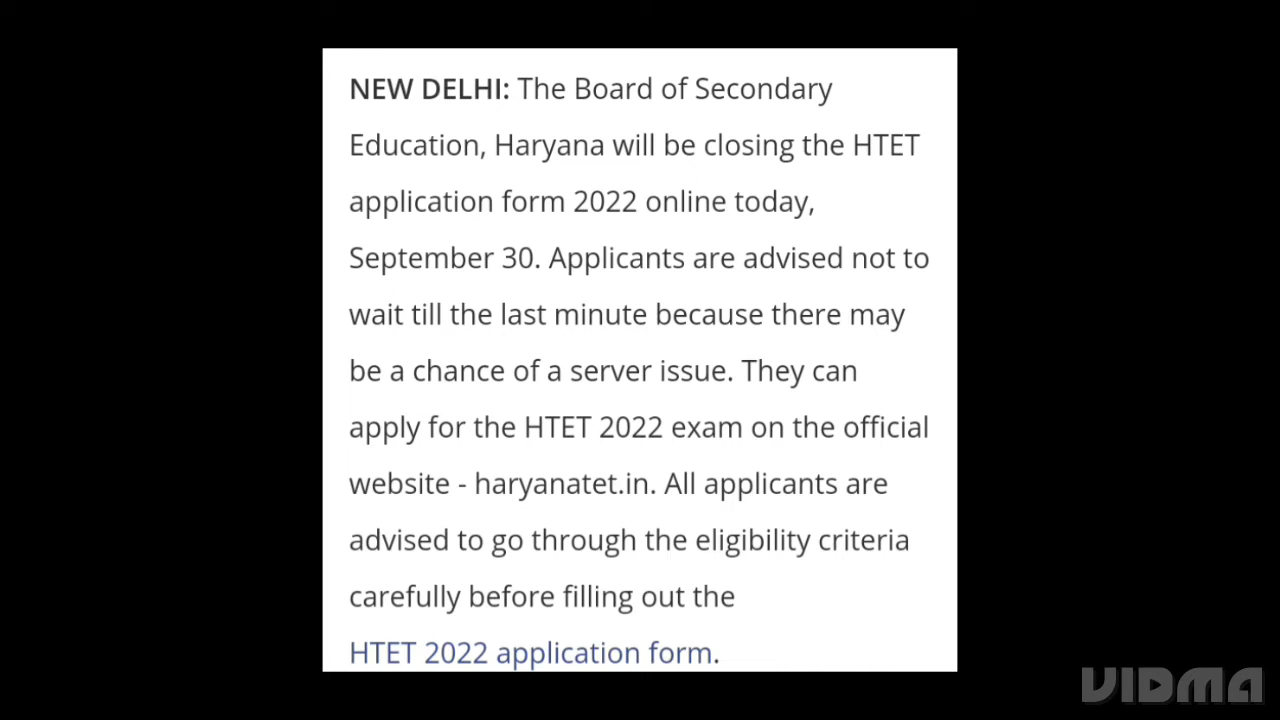 NEW DELHI: The Board of Secondary
Education, Haryana will be closing the HTET
application form 2022 online today,
September 30. Applicants are advised not to
wait till the last minute because there may
be a chance of a server issue. They can
apply for the HTET 2022 exam on the official
website - haryanatet.in. All applicants are
advised to go through the eligibility criteria
carefully before filling out the
HTET 2022 application form.
VIDMA